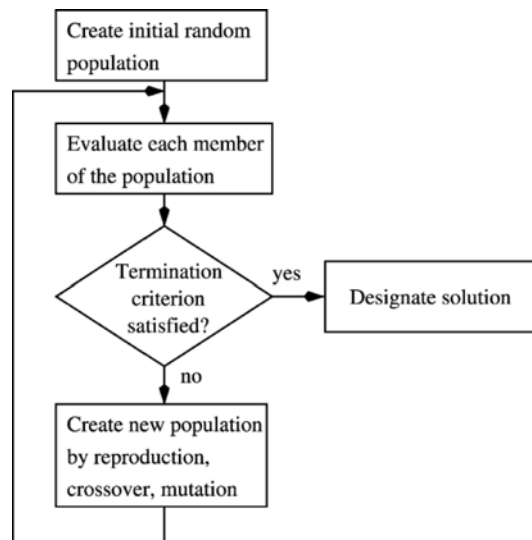 Create initial random
population
Evaluate each member
of the population
Termination
criterion
satisfied?
yes
Designate solution
no
Create new population
by reproduction,
crossover, mutation